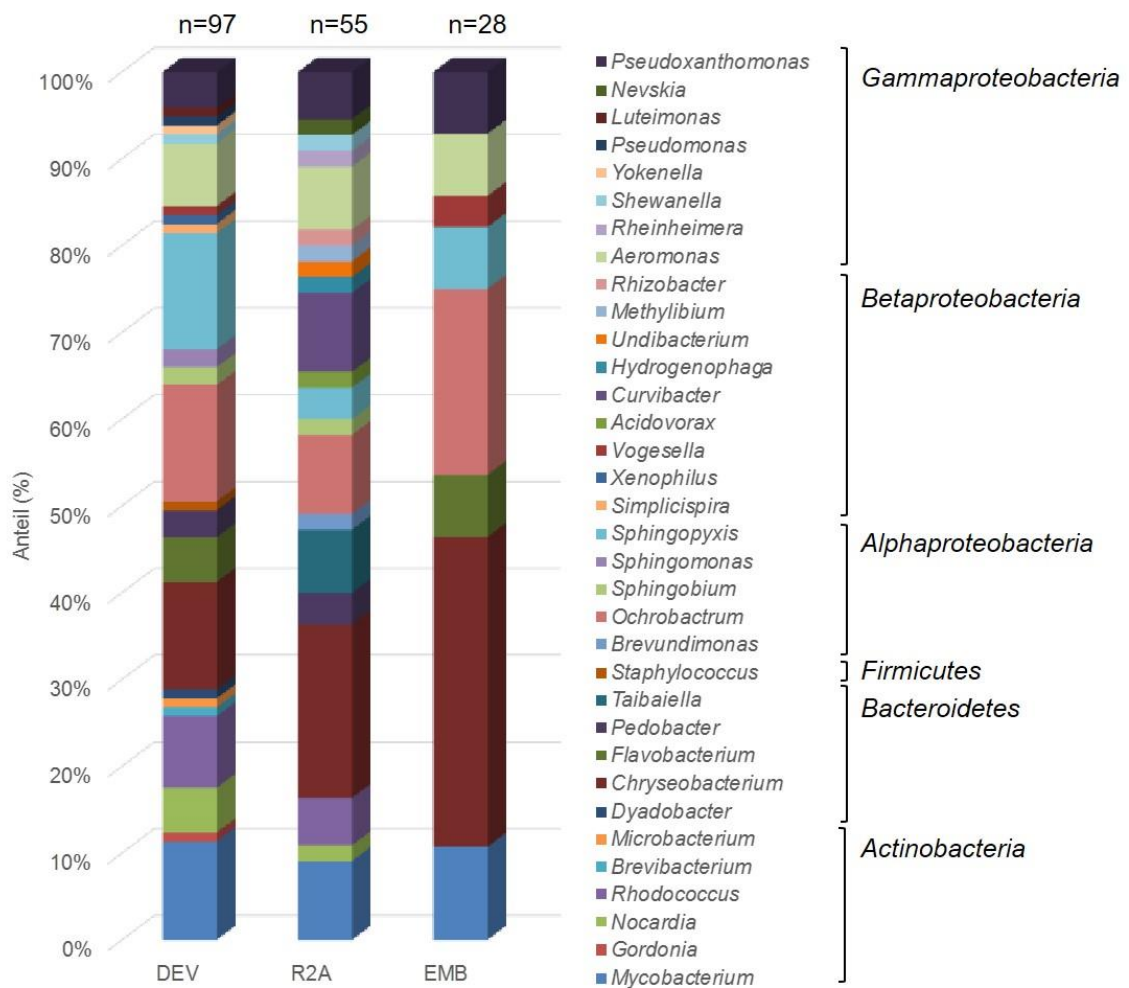 n=97 n=55 n=28
100%
90%
80%
70%
60%
50%
40%
30%
20%
10%
0%
Anteil (%)
DEV R2A EMB
Pseudoxanthomonas
Nevskia
Luteimonas
Pseudomonas
Yokenella
Shewanella
Rheinheimera
Aeromonas
Rhizobacter
Methylibium
Undibacterium
Hydrogenophaga
Curvibacter
Acidovorax
Vogesella
Xenophilus
Simplicispira
Sphingopyxis
Sphingomonas
Sphingobium
Ochrobactrum
Brevundimonas
Staphylococcus
Taibaiella
Pedobacter
Flavobacterium
Chryseobacterium
Dyadobacter
Microbacterium
Brevibacterium
Rhodococcus
Nocardia
Gordonia
Mycobacterium
Gammaproteobacteria
Betaproteobacteria
Alphaproteobacteria
Firmicutes
Bacteroidetes
Actinobacteria